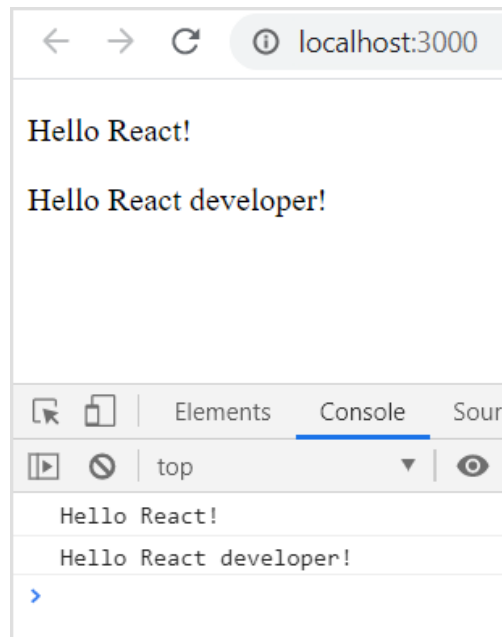 localhost:3000
Hello React!
Hello React developer!
Elements Console Sour
top
Hello React!
Hello React developer!